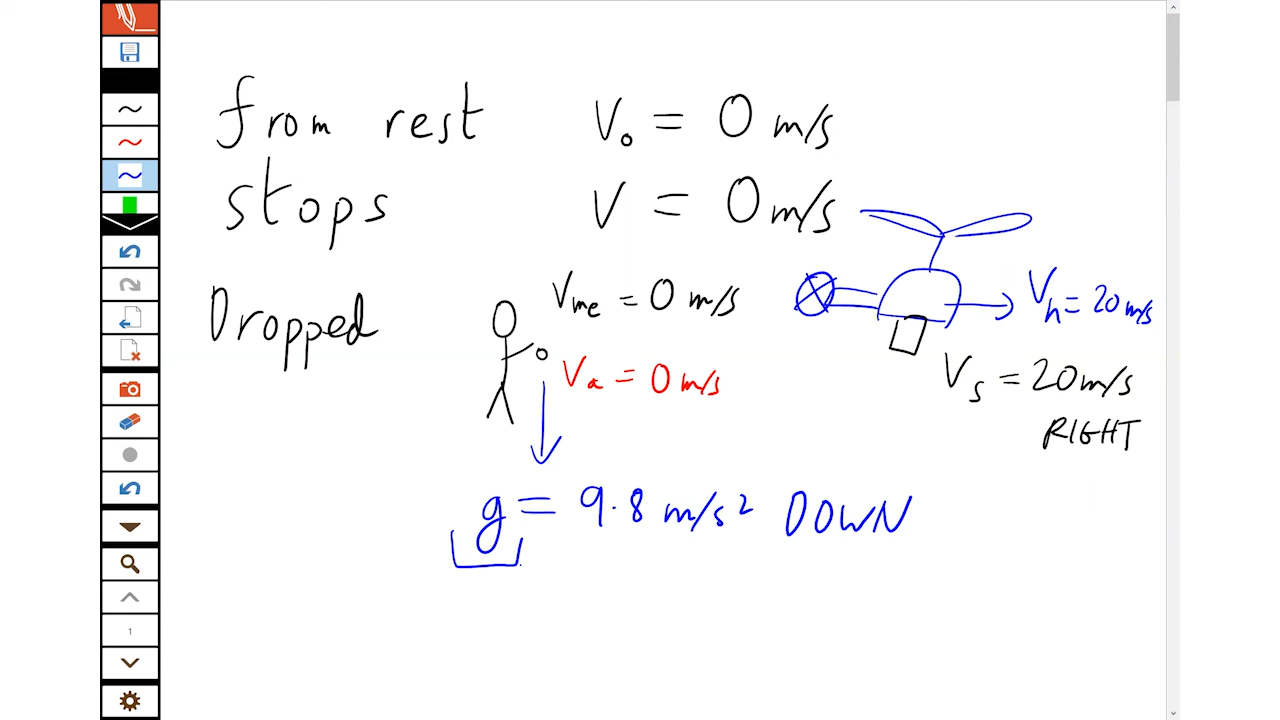 from rest V₀ = 0 m/s
stops V = 0 m/s
Dropped
Vme = 0 m/s
Va = 0 m/s
Vh = 20 m/s
Vs = 20 m/s
RIGHT
g = 9.8 m/s² DOWN
1